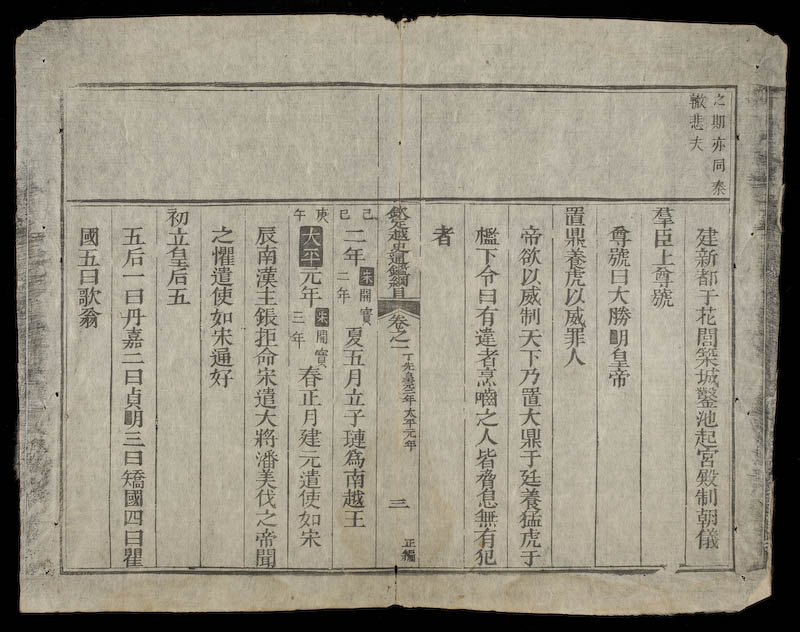 之期亦同秦
轍悲夫
建新都于花閭築城鑿池起宮殿制朝儀
羣臣上尊號
尊號曰大勝明皇帝
置鼎養虎以威罪人
帝欲以威制天下乃置大鼎于廷養猛虎于
檻下令曰有違者烹嚙之人皆脅息無有犯
者
欽定越史通鑑綱目 卷之一 丁先皇二年太平元年 三 正編
己巳 二年 宋開寶二年 夏五月立子璉為南越王
庚午 太平元年 宋開寶三年 春正月建元遣使如宋
辰南漢主鋹拒命宋遣大將潘美伐之帝聞
之懼遣使如宋通好
初立皇后五
五后一曰丹嘉二曰貞明三曰矯國四曰瞿
國五曰歌翁